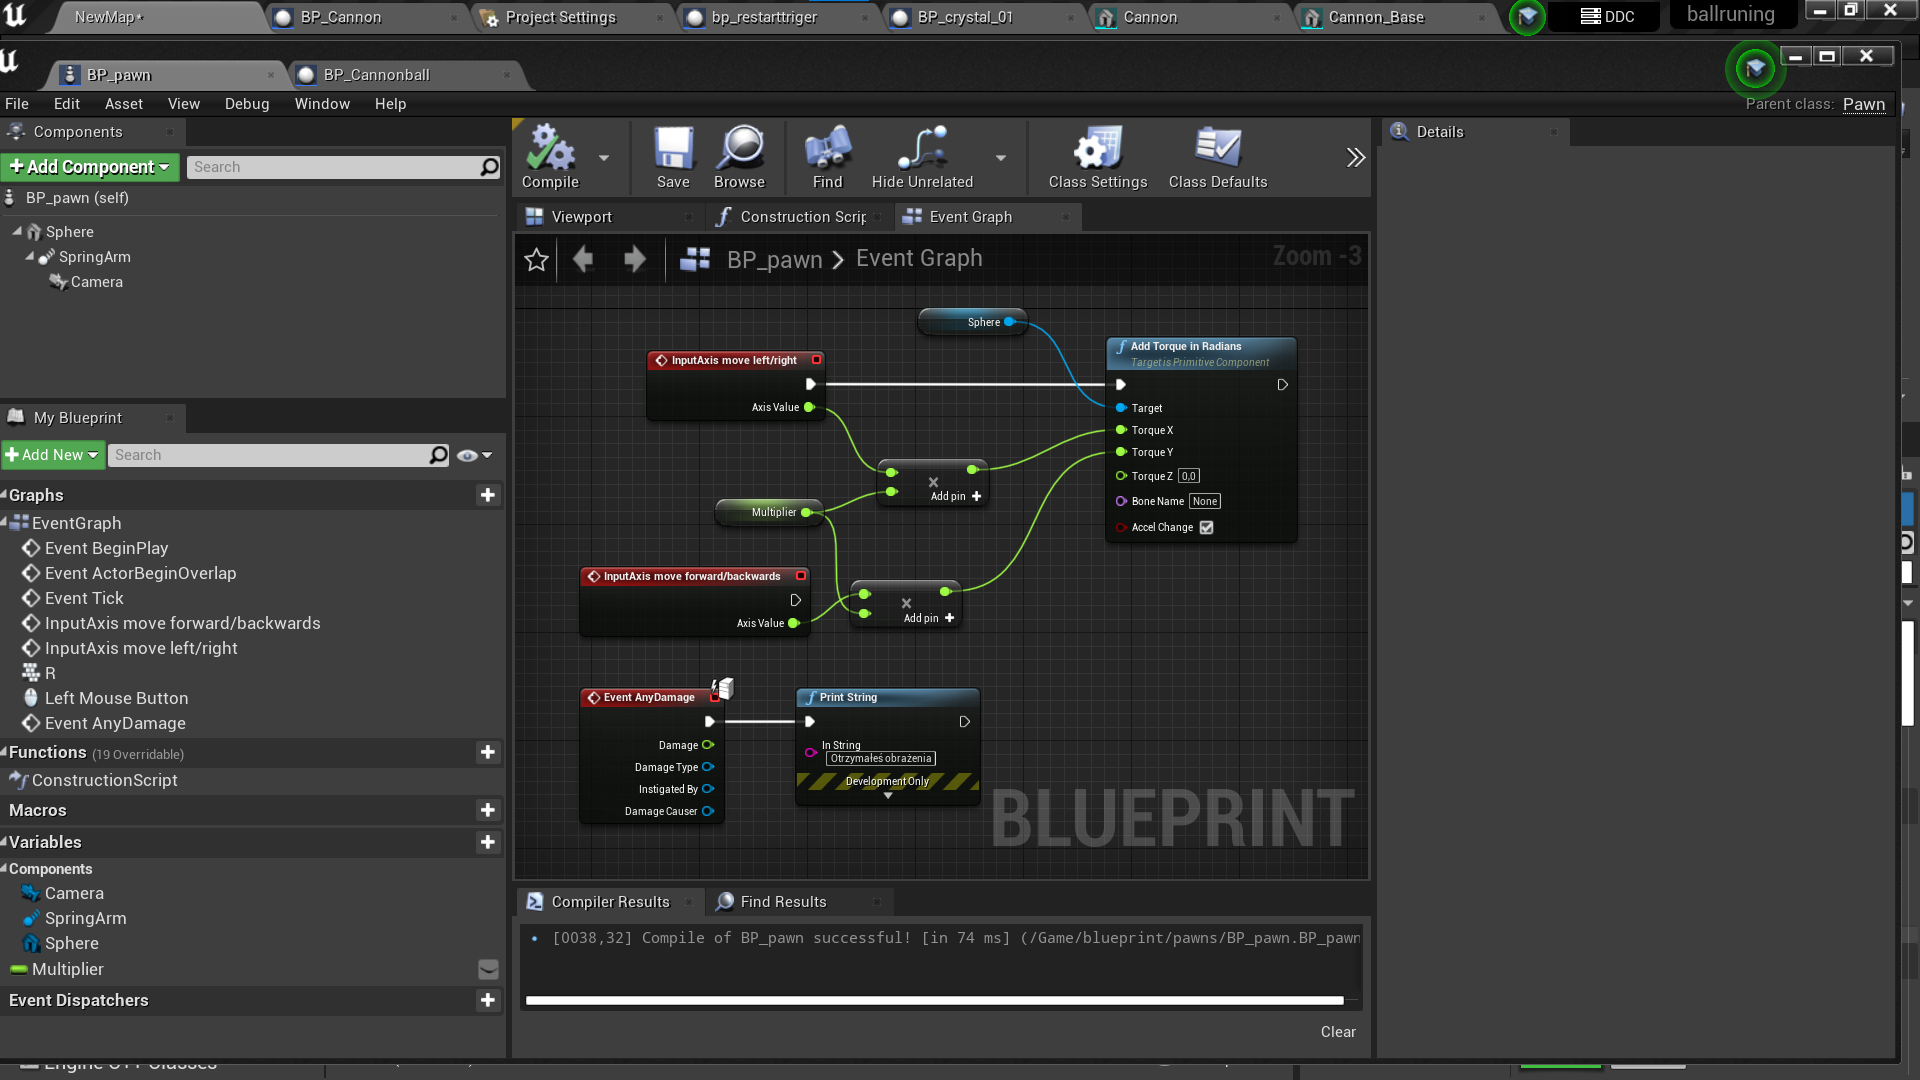 NewMap*
BP_Cannon
Project Settings
bp_restarttriger
BP_crystal_01
Cannon
Cannon_Base
DDC
ballruning
BP_pawn
BP_Cannonball
File Edit Asset View Debug Window Help
Parent class: Pawn
Components
Add Component
Search
BP_pawn (self)
Sphere
SpringArm
Camera
My Blueprint
Add New
Search
Graphs
EventGraph
Event BeginPlay
Event ActorBeginOverlap
Event Tick
InputAxis move forward/backwards
InputAxis move left/right
R
Left Mouse Button
Event AnyDamage
Functions (19 Overridable)
ConstructionScript
Macros
Variables
Components
Camera
SpringArm
Sphere
Multiplier
Event Dispatchers
Compile
Save
Browse
Find
Hide Unrelated
Class Settings
Class Defaults
Viewport
Construction Scrip
Event Graph
BP_pawn > Event Graph
Zoom -3
Sphere
InputAxis move left/right
Axis Value
Add Torque in Radians
Target is Primitive Component
Target
Torque X
Torque Y
Torque Z 0,0
Bone Name None
Accel Change
Add pin
Multiplier
InputAxis move forward/backwards
Axis Value
Add pin
Event AnyDamage
Damage
Damage Type
Instigated By
Damage Causer
Print String
In String
Otrzymałeś obrażenia
Development Only
BLUEPRINT
Compiler Results
Find Results
[0038,32] Compile of BP_pawn successful! [in 74 ms] (/Game/blueprint/pawns/BP_pawn.BP_pawn
Clear
Details